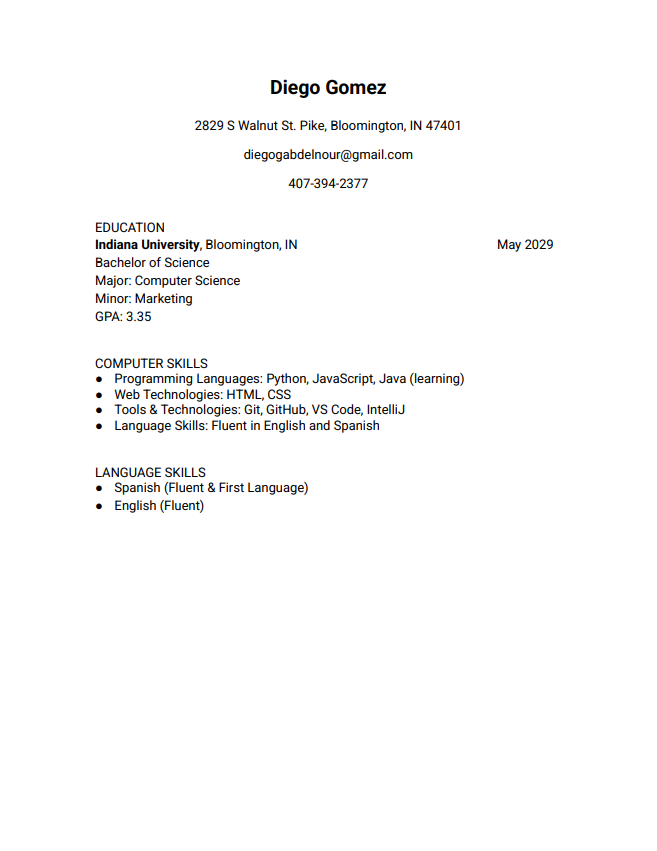 Diego Gomez
2829 S Walnut St. Pike, Bloomington, IN 47401
diegogabdelnour@gmail.com
407-394-2377
EDUCATION
Indiana University, Bloomington, IN May 2029
Bachelor of Science
Major: Computer Science
Minor: Marketing
GPA: 3.35
COMPUTER SKILLS
● Programming Languages: Python, JavaScript, Java (learning)
● Web Technologies: HTML, CSS
● Tools & Technologies: Git, GitHub, VS Code, IntelliJ
● Language Skills: Fluent in English and Spanish
LANGUAGE SKILLS
● Spanish (Fluent & First Language)
● English (Fluent)